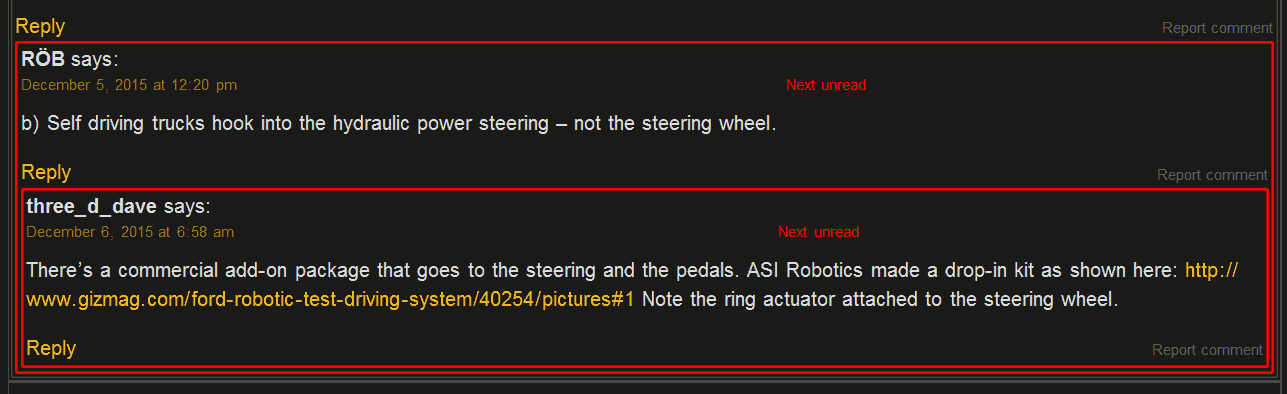 Reply Report comment
RÖB says:
December 5, 2015 at 12:20 pm Next unread
b) Self driving trucks hook into the hydraulic power steering – not the steering wheel.
Reply Report comment
three_d_dave says:
December 6, 2015 at 6:58 am Next unread
There’s a commercial add-on package that goes to the steering and the pedals. ASI Robotics made a drop-in kit as shown here: http://
www.gizmag.com/ford-robotic-test-driving-system/40254/pictures#1 Note the ring actuator attached to the steering wheel.
Reply Report comment